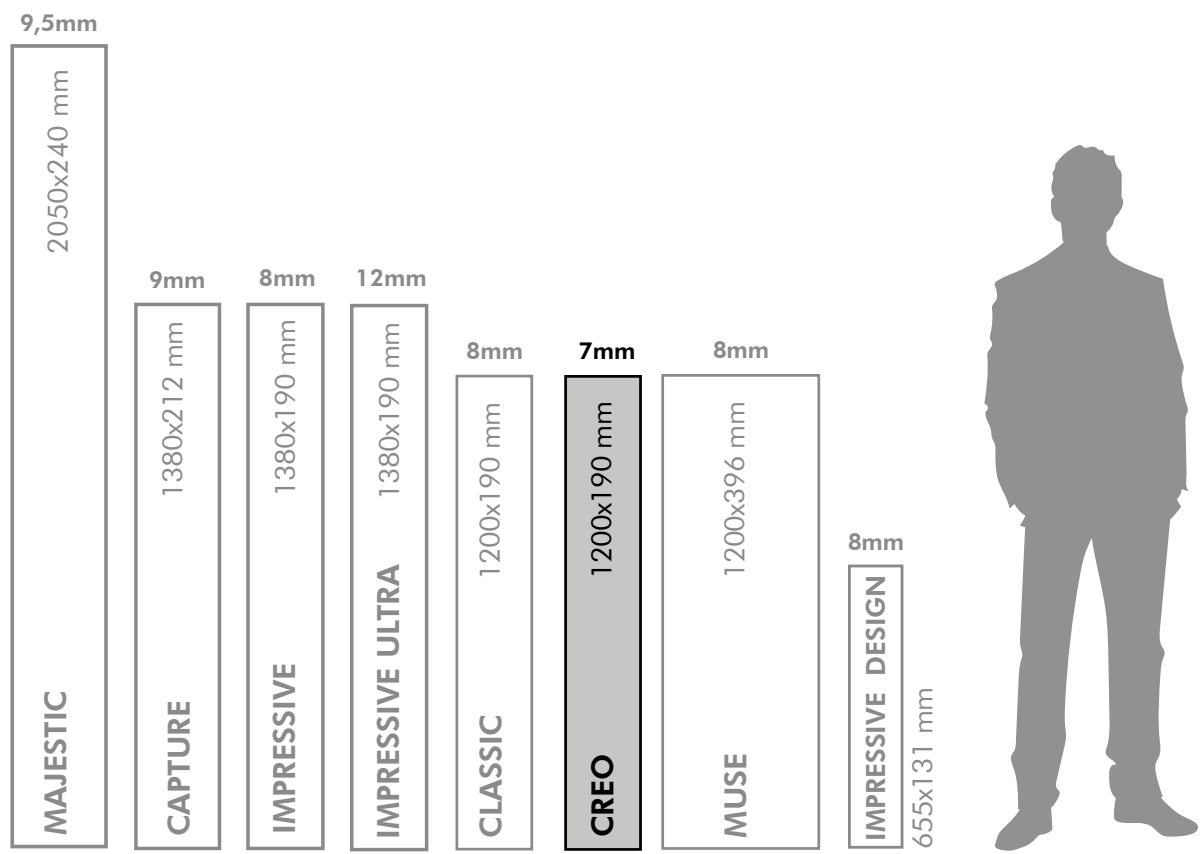 9,5mm
2050x240 mm
MAJESTIC
9mm
1380x212 mm
CAPTURE
8mm
1380x190 mm
IMPRESSIVE
12mm
1380x190 mm
IMPRESSIVE ULTRA
8mm
1200x190 mm
CLASSIC
7mm
1200x190 mm
CREO
8mm
1200x396 mm
MUSE
8mm
IMPRESSIVE DESIGN
655x131 mm